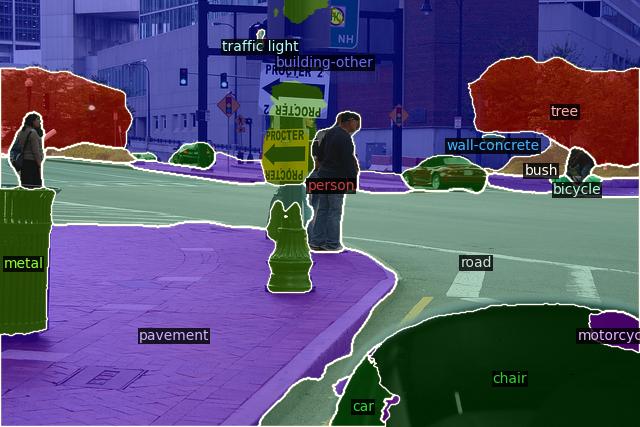 traffic light
NH
building-other
PROCTER 2
2
PROCTER
PROCTER
tree
wall-concrete
bush
person
bicycle
metal
road
pavement
motorcyc
chair
car